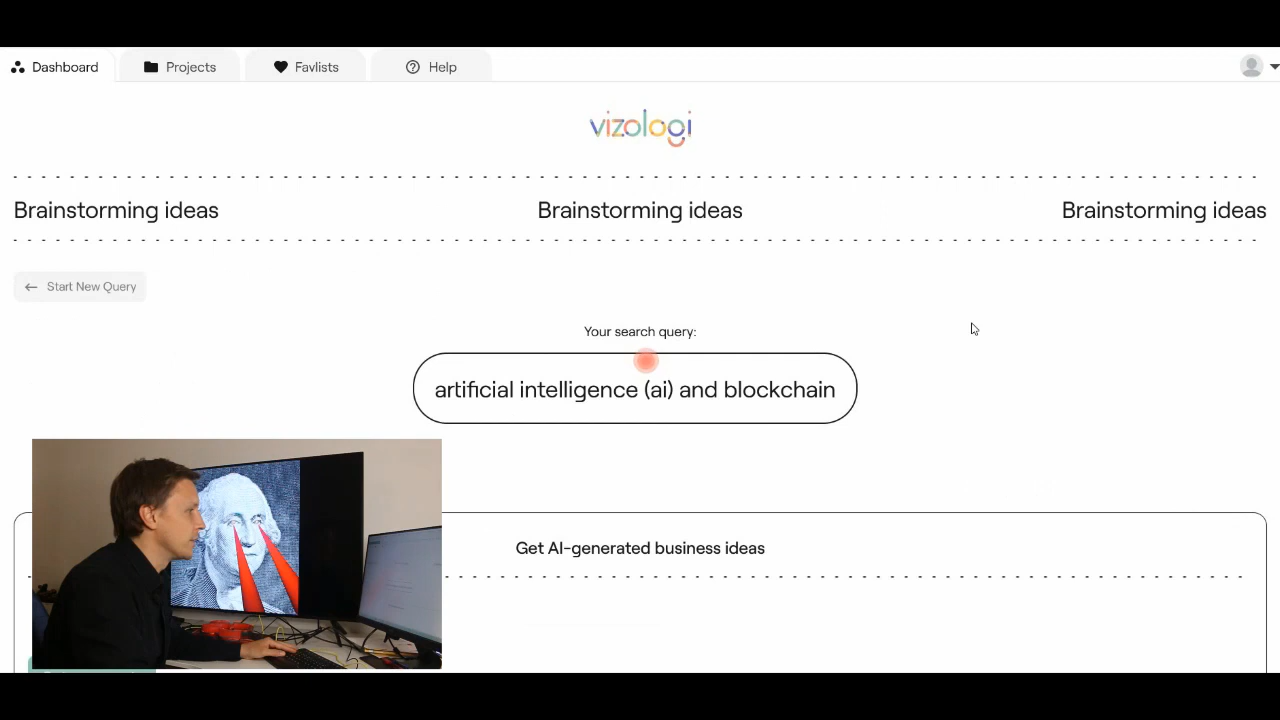 Dashboard
Projects
Favlists
Help
vizologi
Brainstorming ideas Brainstorming ideas Brainstorming ideas
← Start New Query
Your search query:
artificial intelligence (ai) and blockchain
Get AI-generated business ideas